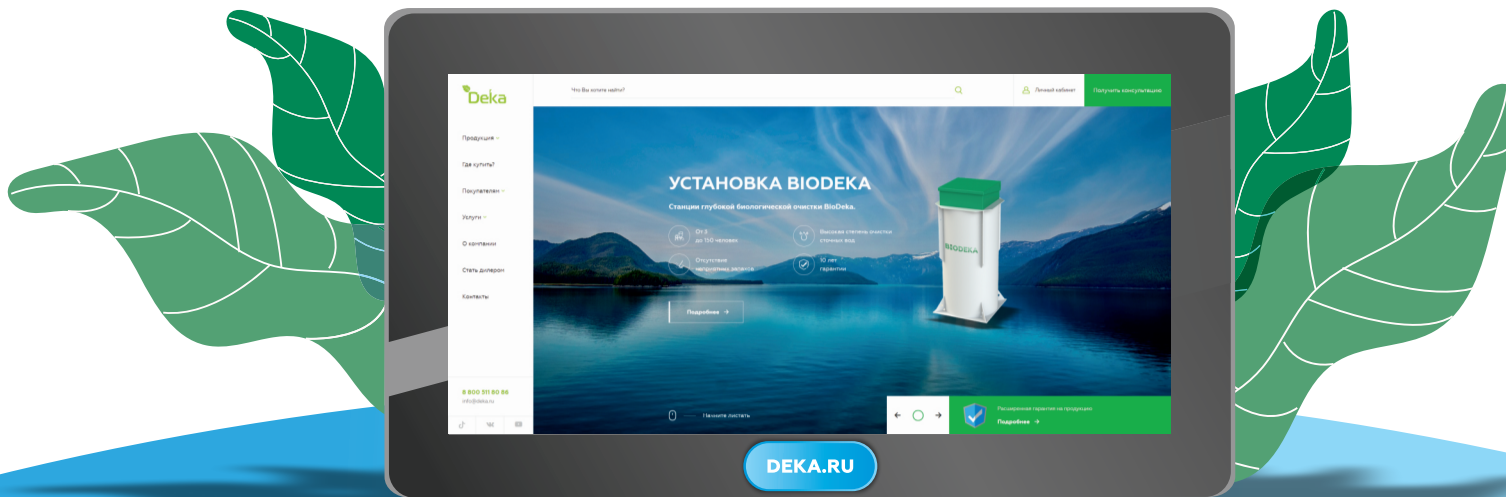 Deka
Что Вы хотите найти?
Личный кабинет
Получить консультацию
Продукция
Где купить?
Покупателям
Услуги
О компании
Стать дилером
Контакты
8 800 511 80 86
info@deka.ru
УСТАНОВКА BIODEKA
Станции глубокой биологической очистки BioDeka.
От 3
до 150 человек
Высокая степень очистки
сточных вод
Отсутствие
неприятного запаха
10 лет
гарантии
Подробнее →
BIODEKA
Начните листать
Расширенная гарантия на продукцию
Подробнее →
DEKA.RU